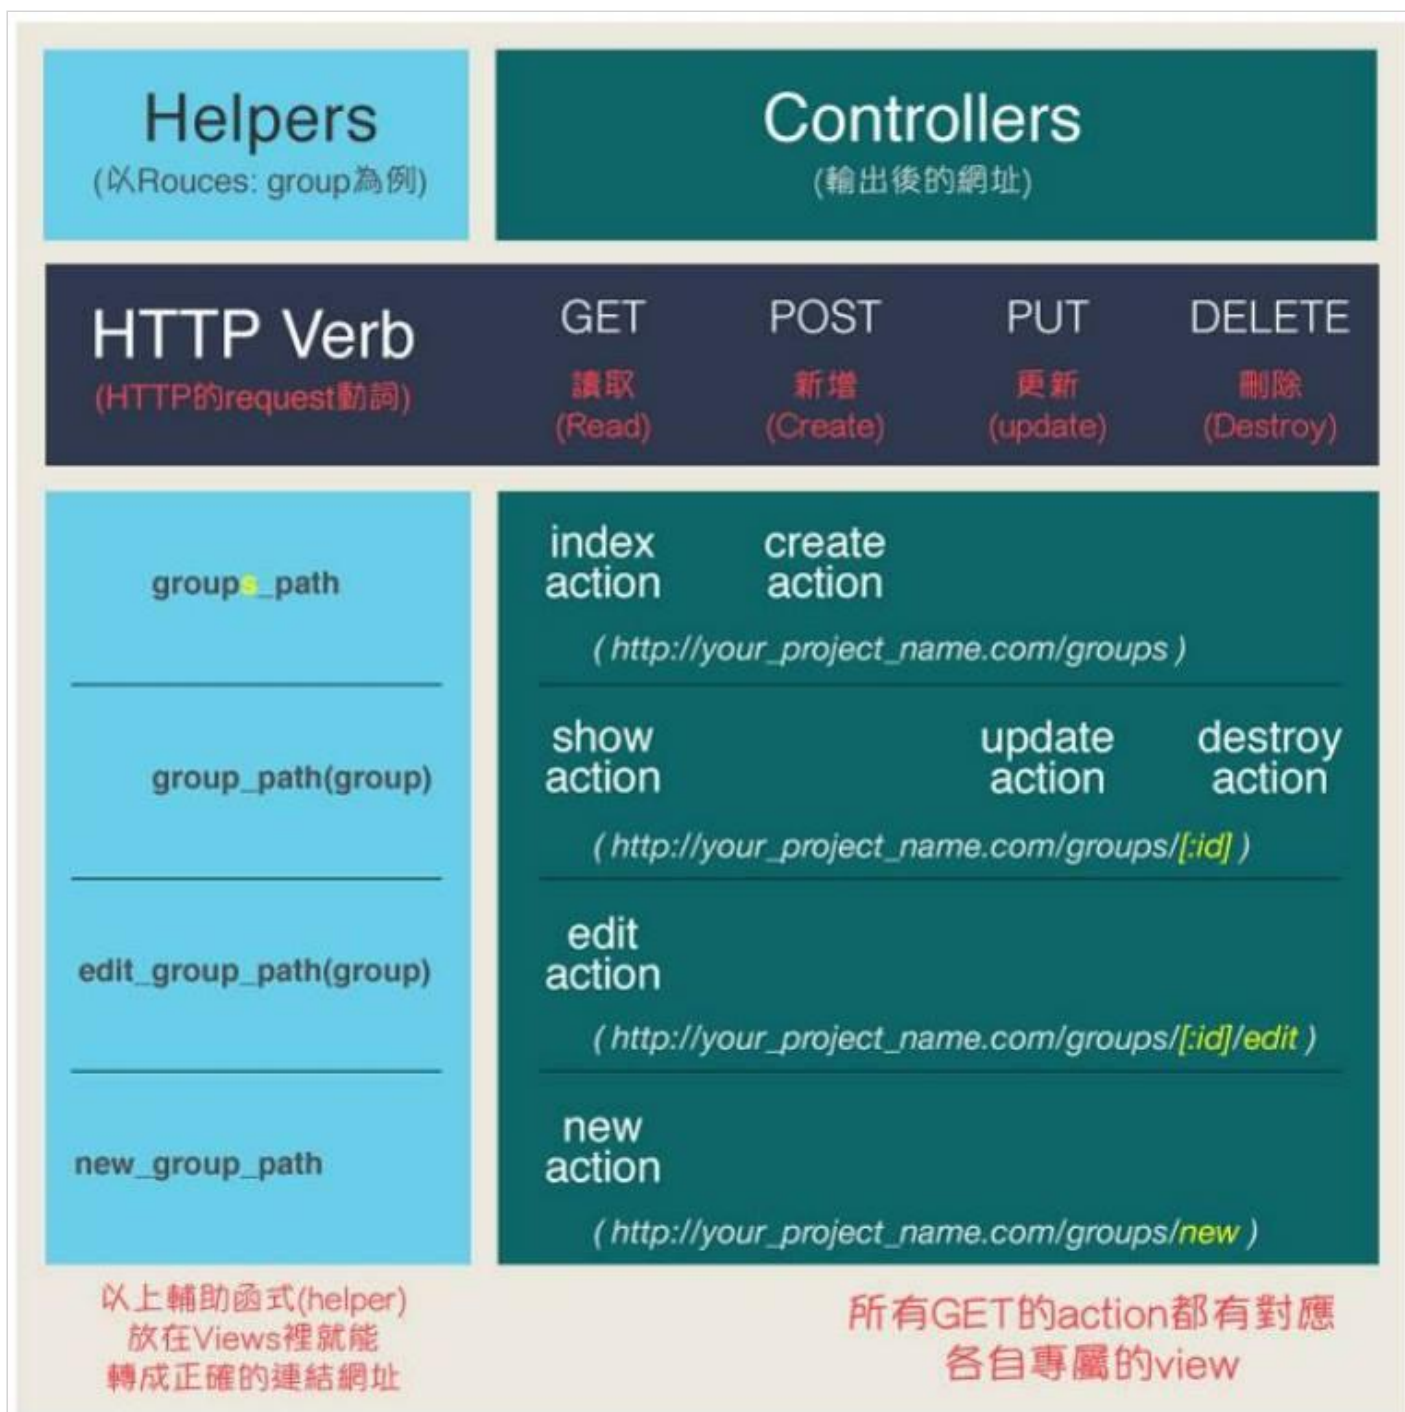 Helpers
(以Rouces: group為例)
Controllers
(輸出後的網址)
HTTP Verb
(HTTP的request動詞)
GET
讀取
(Read)
POST
新增
(Create)
PUT
更新
(update)
DELETE
刪除
(Destroy)
groups_path
index
action
create
action
( http://your_project_name.com/groups )
group_path(group)
show
action
update
action
destroy
action
( http://your_project_name.com/groups/[:id] )
edit_group_path(group)
edit
action
( http://your_project_name.com/groups/[:id]/edit )
new_group_path
new
action
( http://your_project_name.com/groups/new )
以上輔助函式(helper)
放在Views裡就能
轉成正確的連結網址
所有GET的action都有對應
各自專屬的view